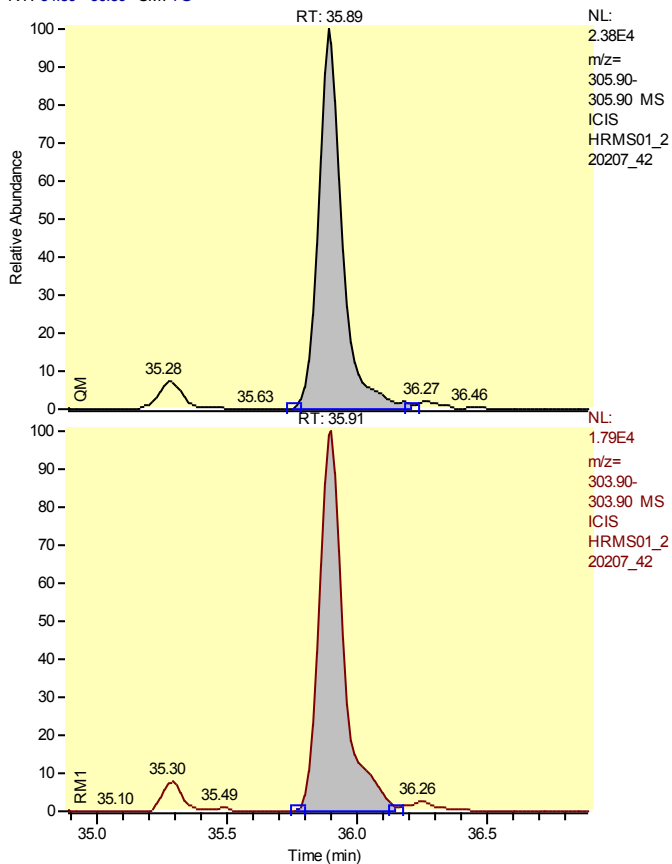 RT: 35.89
NL:
2.38E4
m/z=
305.90-
305.90 MS
ICIS
HRMS01_2
20207_42
100
90
80
70
60
50
40
30
20
10
0
Relative Abundance
QM
35.28
35.63
36.27
36.46
RT: 35.91
NL:
1.79E4
m/z=
303.90-
303.90 MS
ICIS
HRMS01_2
20207_42
100
90
80
70
60
50
40
30
20
10
0
RM1
35.10
35.30
35.49
36.26
35.0
35.5
36.0
36.5
Time (min)